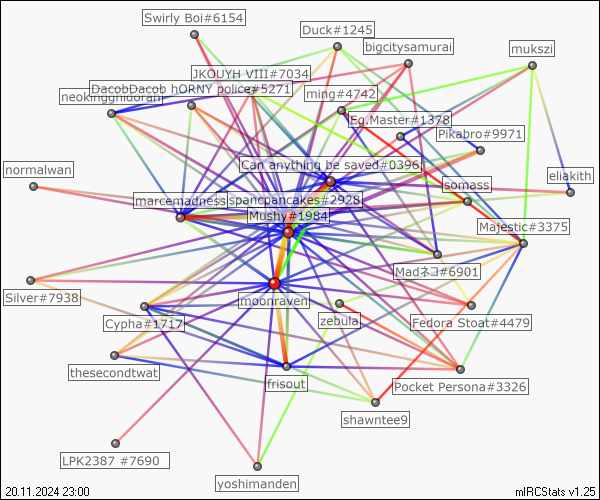 Swirly Boi#6154
Duck#1245
bigcitysamurai
mukszi
JKOUYH VIII#7034
DacobDacob hORNY police#5271
neokingghidorah
ming#4742
Eg.Master#1378
Pikabro#9971
normalwan
Can anything be saved#0396
eliakith
somass
marcemadness
spancpancakes#2928
Mushy#1984
Majestic#3375
Madネコ#6901
Silver#7938
moonraven
Cypha#1717
zebula
Fedora Stoat#4479
thesecondtwat
frisout
Pocket Persona#3326
shawntee9
LPK2387 #7690
yoshimanden
20.11.2024 23:00
mIRCStats v1.25